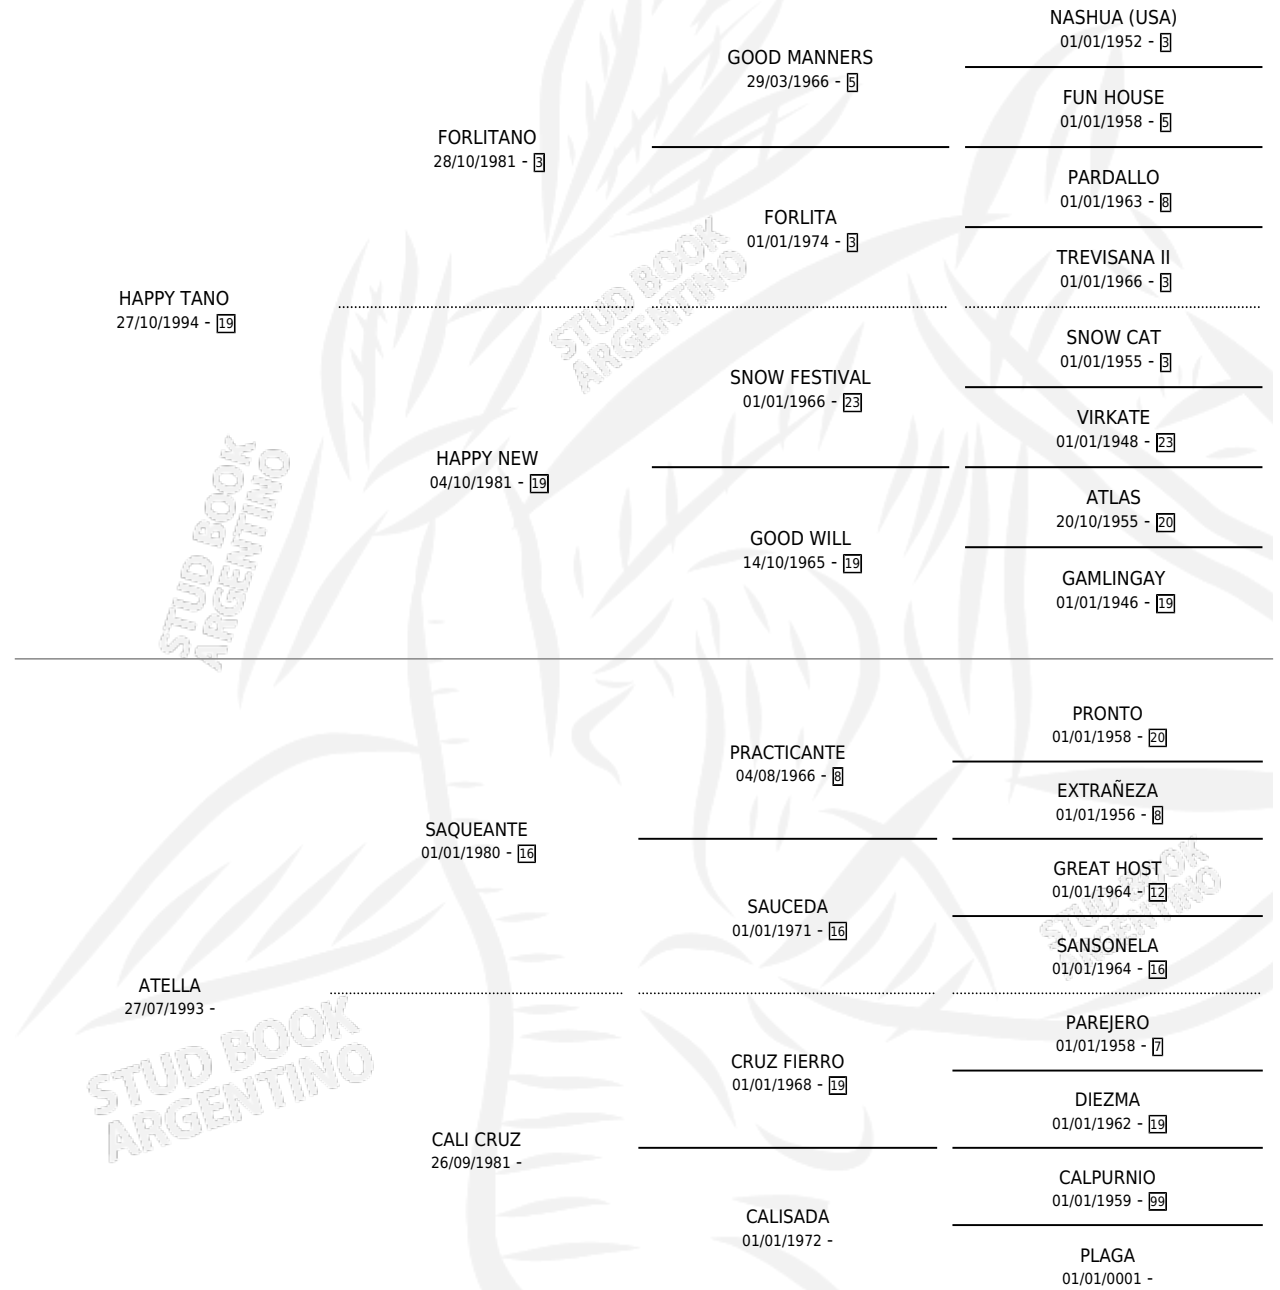 NASHUA (USA)
01/01/1952 - 3
GOOD MANNERS
29/03/1966 - 5
FUN HOUSE
01/01/1958 - 5
FORLITANO
28/10/1981 - 3
PARDALLO
01/01/1963 - 8
FORLITA
01/01/1974 - 3
TREVISANA II
01/01/1966 - 3
HAPPY TANO
27/10/1994 - 19
SNOW CAT
01/01/1955 - 3
SNOW FESTIVAL
01/01/1966 - 23
VIRKATE
01/01/1948 - 23
HAPPY NEW
04/10/1981 - 19
ATLAS
20/10/1955 - 20
GOOD WILL
14/10/1965 - 19
GAMLINGAY
01/01/1946 - 19
PRONTO
01/01/1958 - 20
PRACTICANTE
04/08/1966 - 8
EXTRAÑEZA
01/01/1956 - 8
SAQUEANTE
01/01/1980 - 16
GREAT HOST
01/01/1964 - 12
SAUCEDA
01/01/1971 - 16
SANSONELA
01/01/1964 - 16
ATELLA
27/07/1993 -
PAREJERO
01/01/1958 - 7
CRUZ FIERRO
01/01/1968 - 19
DIEZMA
01/01/1962 - 19
CALI CRUZ
26/09/1981 -
CALPURNIO
01/01/1959 - 99
CALISADA
01/01/1972 -
PLAGA
01/01/0001 -
STUD BOOK
ARGENTINO
STUD BOOK
ARGENTINO
STUD BOOK
ARGENTINO
STUD BOOK
ARGENTINO